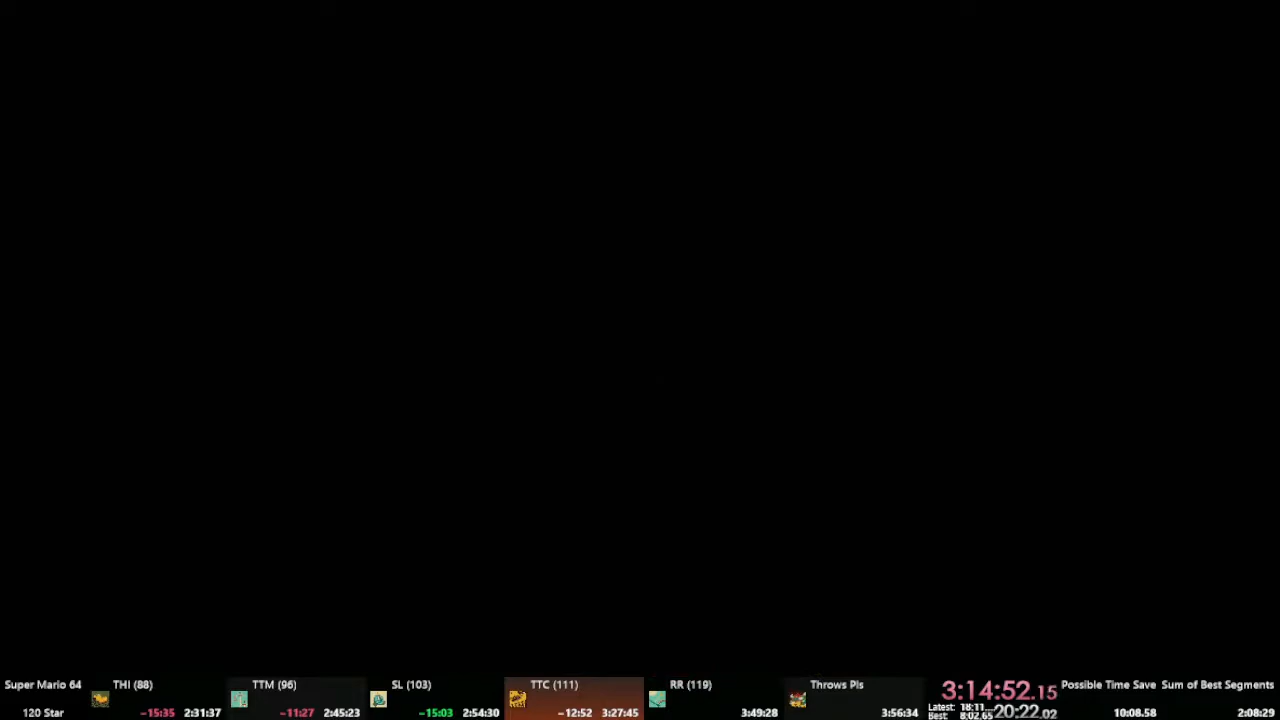 Super Mario 64
120 Star
THI (88)
-15:35 2:31:37
TTM (96)
-11:27 2:45:23
SL (103)
-15:03 2:54:30
TTC (111)
-12:52 3:27:45
RR (119)
3:49:28
Throws Pls
3:56:34
3:14:52.15
Latest: 18:11...
Best: 8:02.65
20:22.02
Possible Time Save
10:08.58
Sum of Best Segments
2:08:29